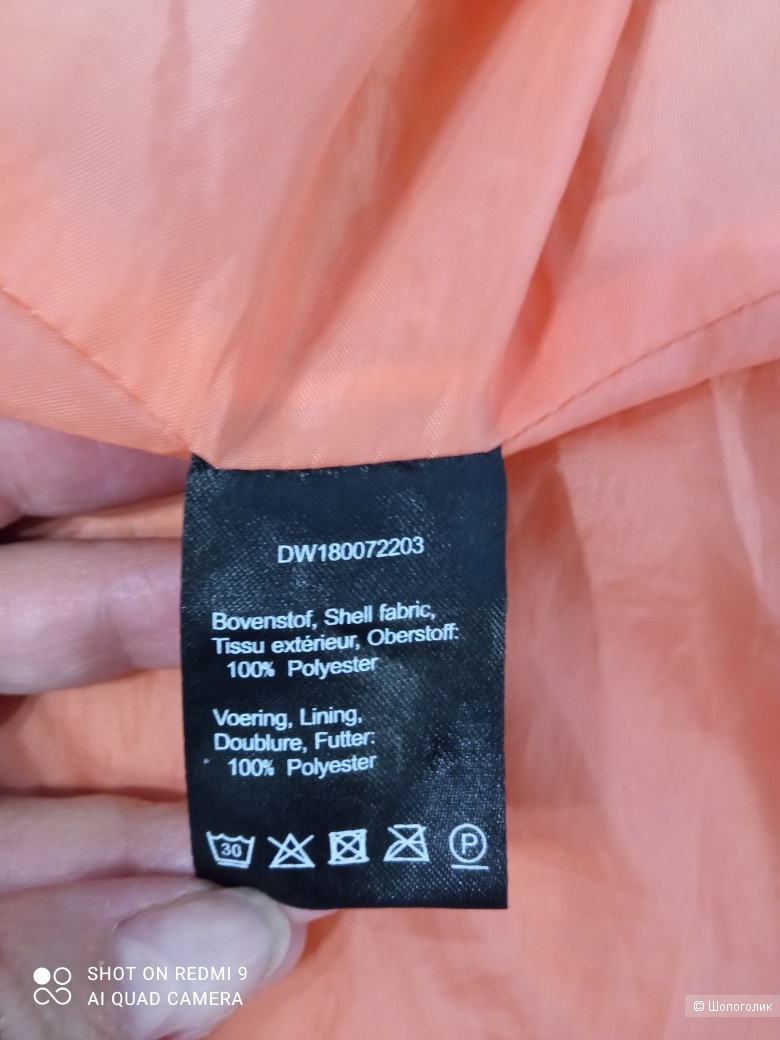 DW180072203
Bovenstof, Shell fabric,
Tissu extérieur, Oberstoff:
100% Polyester
Voering, Lining,
Doublure, Futter:
100% Polyester
30 P
SHOT ON REDMI 9
AI QUAD CAMERA
© Шопоголик